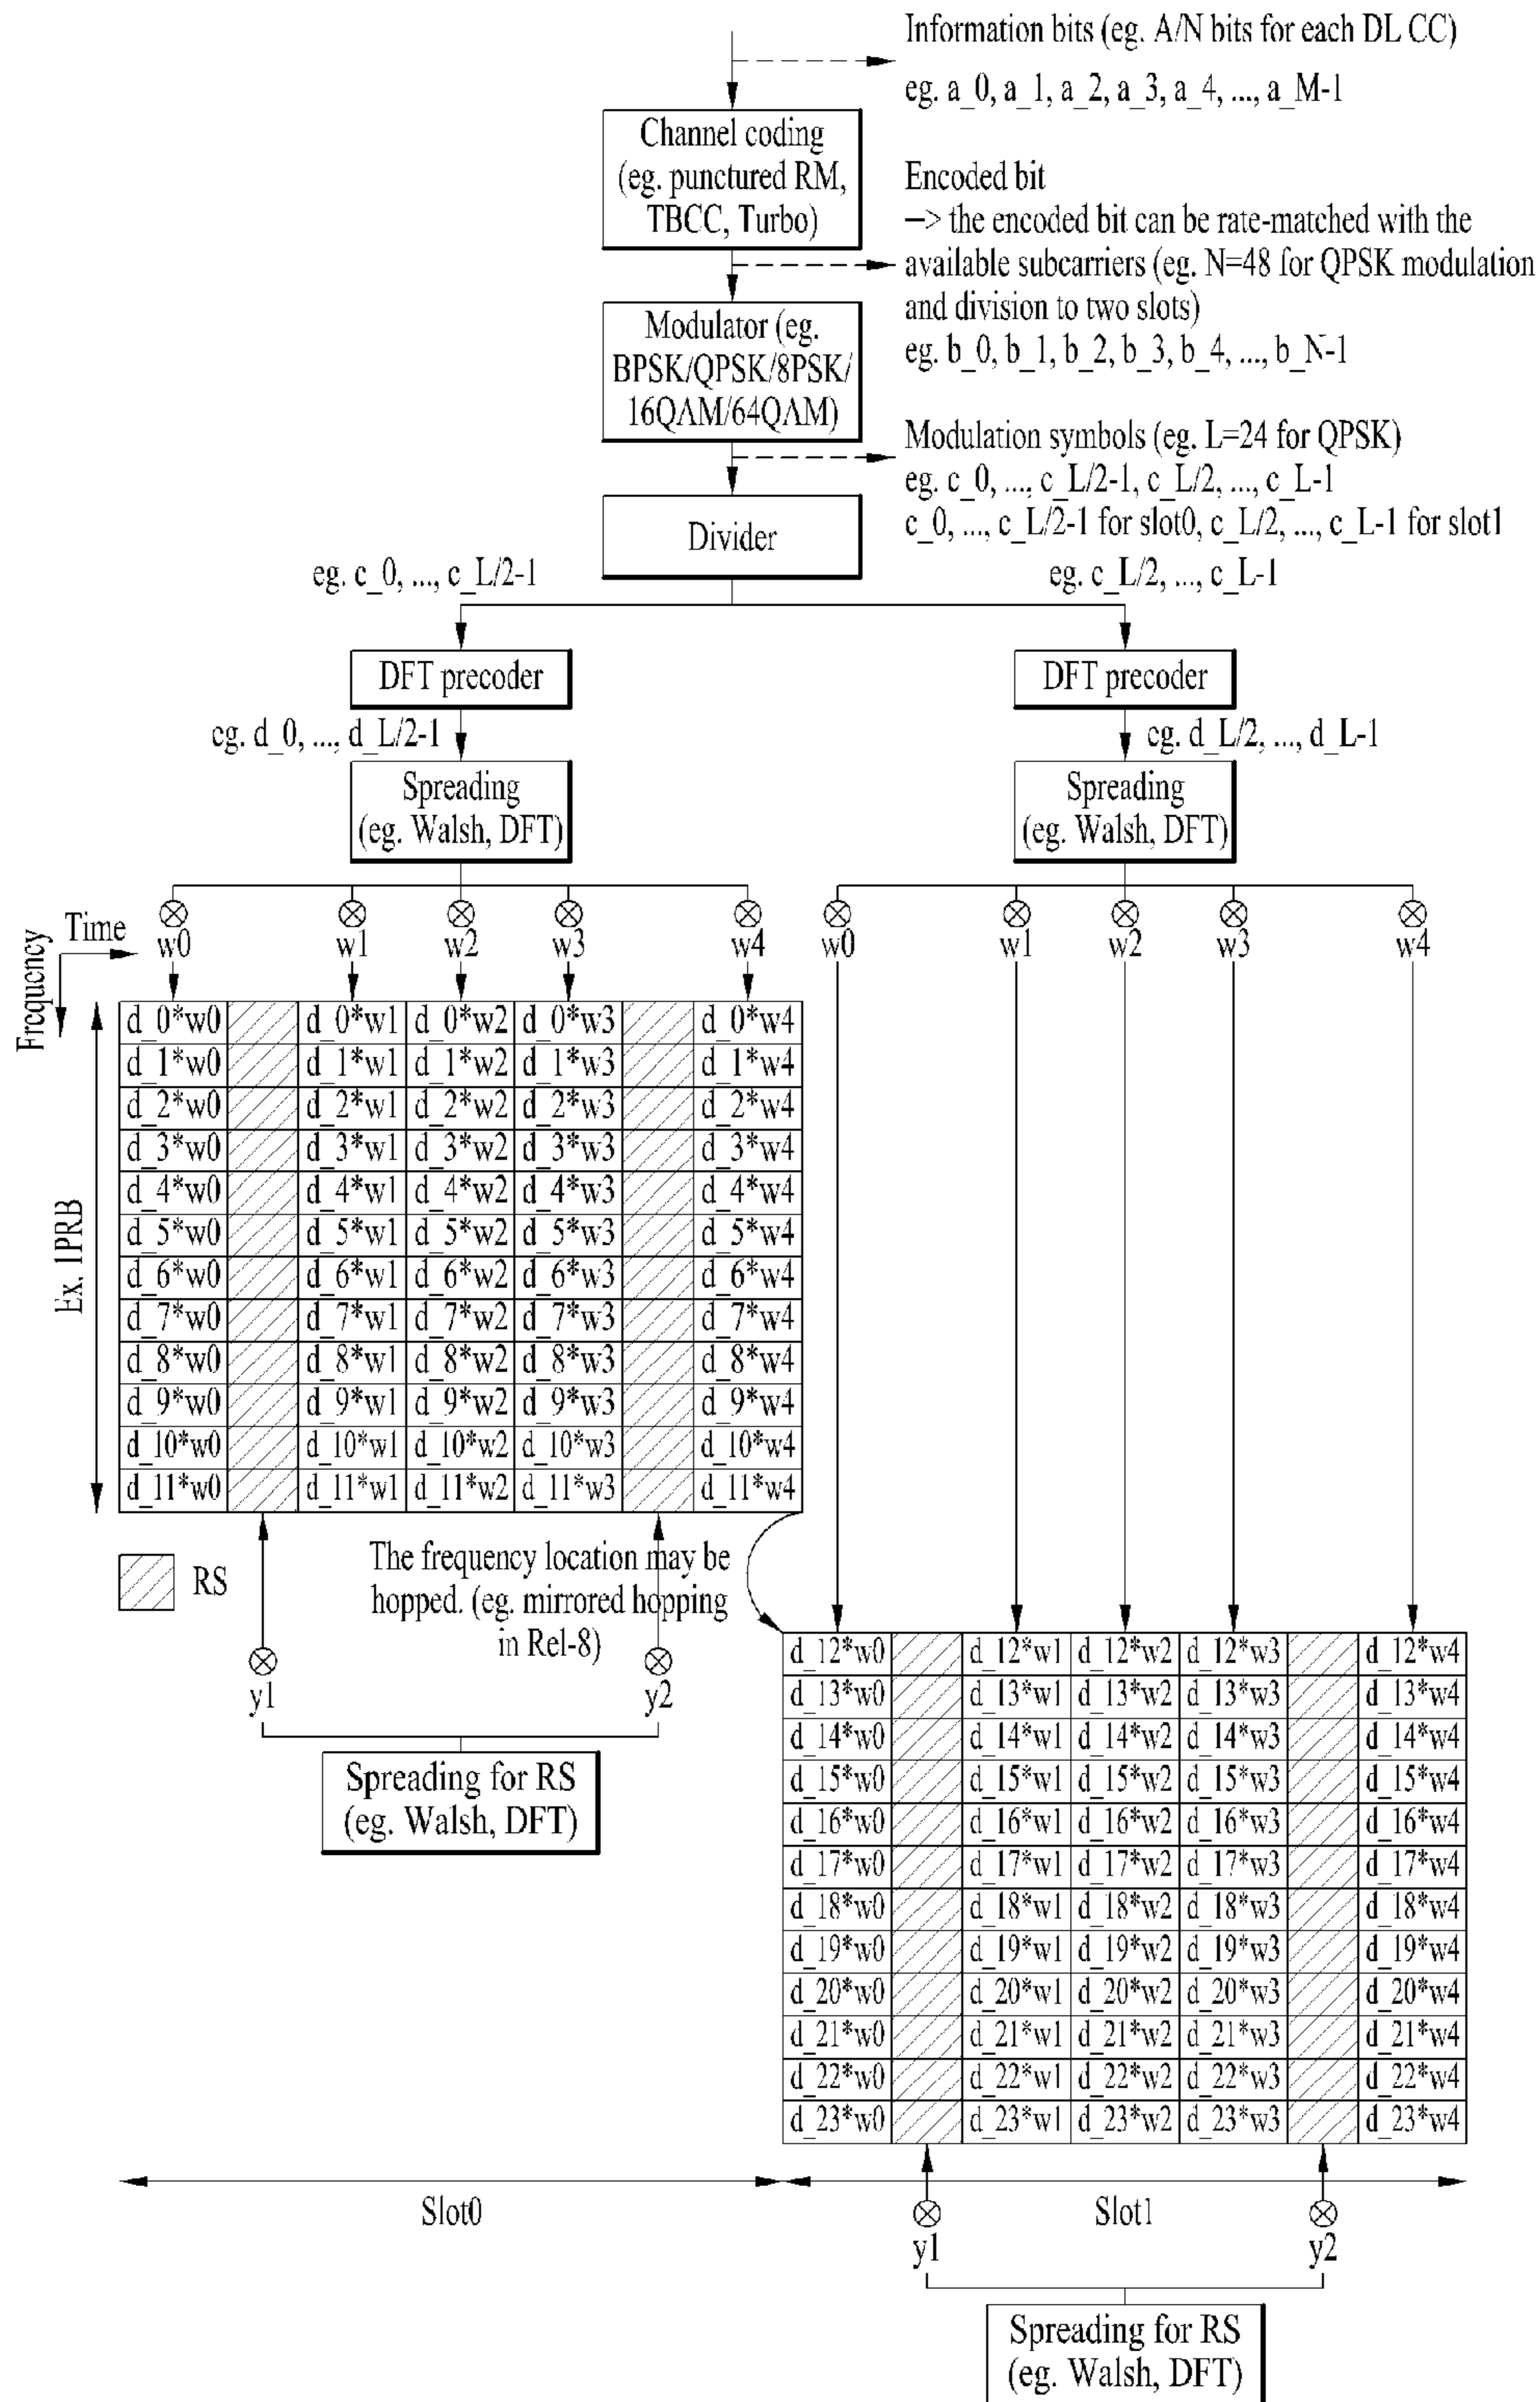 Information bits (eg. A/N bits for each DL CC)
eg. a_0, a_1, a_2, a_3, a_4, ..., a_M-1
Channel coding
(eg. punctured RM,
TBCC, Turbo)
Encoded bit
–> the encoded bit can be rate-matched with the
available subcarriers (eg. N=48 for QPSK modulation
and division to two slots)
eg. b_0, b_1, b_2, b_3, b_4, ..., b_N-1
Modulator (eg.
BPSK/QPSK/8PSK/
16QAM/64QAM)
Modulation symbols (eg. L=24 for QPSK)
eg. c_0, ..., c_L/2-1, c_L/2, ..., c_L-1
c_0, ..., c_L/2-1 for slot0, c_L/2, ..., c_L-1 for slot1
Divider
eg. c_0, ..., c_L/2-1
eg. c_L/2, ..., c_L-1
DFT precoder
DFT precoder
eg. d_0, ..., d_L/2-1
eg. d_L/2, ..., d_L-1
Spreading
(eg. Walsh, DFT)
Spreading
(eg. Walsh, DFT)
Time
Frequency
w0 w1 w2 w3 w4
w0 w1 w2 w3 w4
Ex. 1PRB
d_0*w0 d_0*w1 d_0*w2 d_0*w3 d_0*w4
d_1*w0 d_1*w1 d_1*w2 d_1*w3 d_1*w4
d_2*w0 d_2*w1 d_2*w2 d_2*w3 d_2*w4
d_3*w0 d_3*w1 d_3*w2 d_3*w3 d_3*w4
d_4*w0 d_4*w1 d_4*w2 d_4*w3 d_4*w4
d_5*w0 d_5*w1 d_5*w2 d_5*w3 d_5*w4
d_6*w0 d_6*w1 d_6*w2 d_6*w3 d_6*w4
d_7*w0 d_7*w1 d_7*w2 d_7*w3 d_7*w4
d_8*w0 d_8*w1 d_8*w2 d_8*w3 d_8*w4
d_9*w0 d_9*w1 d_9*w2 d_9*w3 d_9*w4
d_10*w0 d_10*w1 d_10*w2 d_10*w3 d_10*w4
d_11*w0 d_11*w1 d_11*w2 d_11*w3 d_11*w4
RS
The frequency location may be
hopped. (eg. mirrored hopping
in Rel-8)
y1 y2
Spreading for RS
(eg. Walsh, DFT)
d_12*w0 d_12*w1 d_12*w2 d_12*w3 d_12*w4
d_13*w0 d_13*w1 d_13*w2 d_13*w3 d_13*w4
d_14*w0 d_14*w1 d_14*w2 d_14*w3 d_14*w4
d_15*w0 d_15*w1 d_15*w2 d_15*w3 d_15*w4
d_16*w0 d_16*w1 d_16*w2 d_16*w3 d_16*w4
d_17*w0 d_17*w1 d_17*w2 d_17*w3 d_17*w4
d_18*w0 d_18*w1 d_18*w2 d_18*w3 d_18*w4
d_19*w0 d_19*w1 d_19*w2 d_19*w3 d_19*w4
d_20*w0 d_20*w1 d_20*w2 d_20*w3 d_20*w4
d_21*w0 d_21*w1 d_21*w2 d_21*w3 d_21*w4
d_22*w0 d_22*w1 d_22*w2 d_22*w3 d_22*w4
d_23*w0 d_23*w1 d_23*w2 d_23*w3 d_23*w4
Slot0
Slot1
y1 y2
Spreading for RS
(eg. Walsh, DFT)